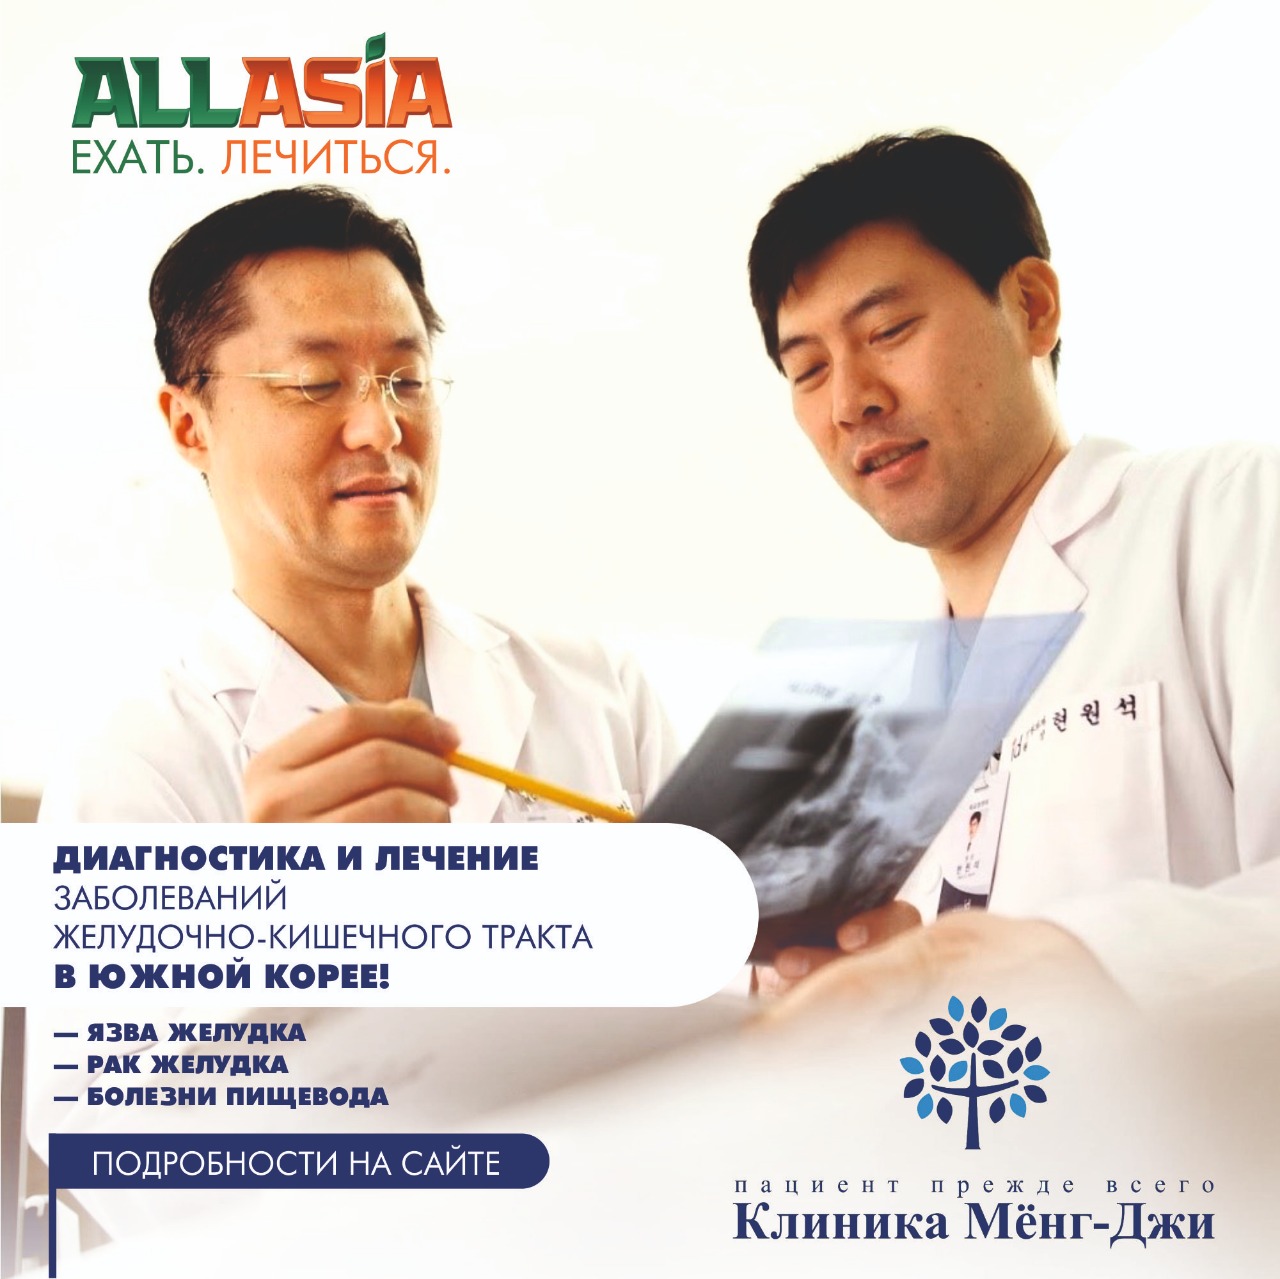 ALLASIA
ЕХАТЬ. ЛЕЧИТЬСЯ.
현원석
ДИАГНОСТИКА И ЛЕЧЕНИЕ
ЗАБОЛЕВАНИЙ
ЖЕЛУДОЧНО-КИШЕЧНОГО ТРАКТА
В ЮЖНОЙ КОРЕЕ!
— ЯЗВА ЖЕЛУДКА
— РАК ЖЕЛУДКА
— БОЛЕЗНИ ПИЩЕВОДА
ПОДРОБНОСТИ НА САЙТЕ
пациент прежде всего
Клиника Мёнг-Джи